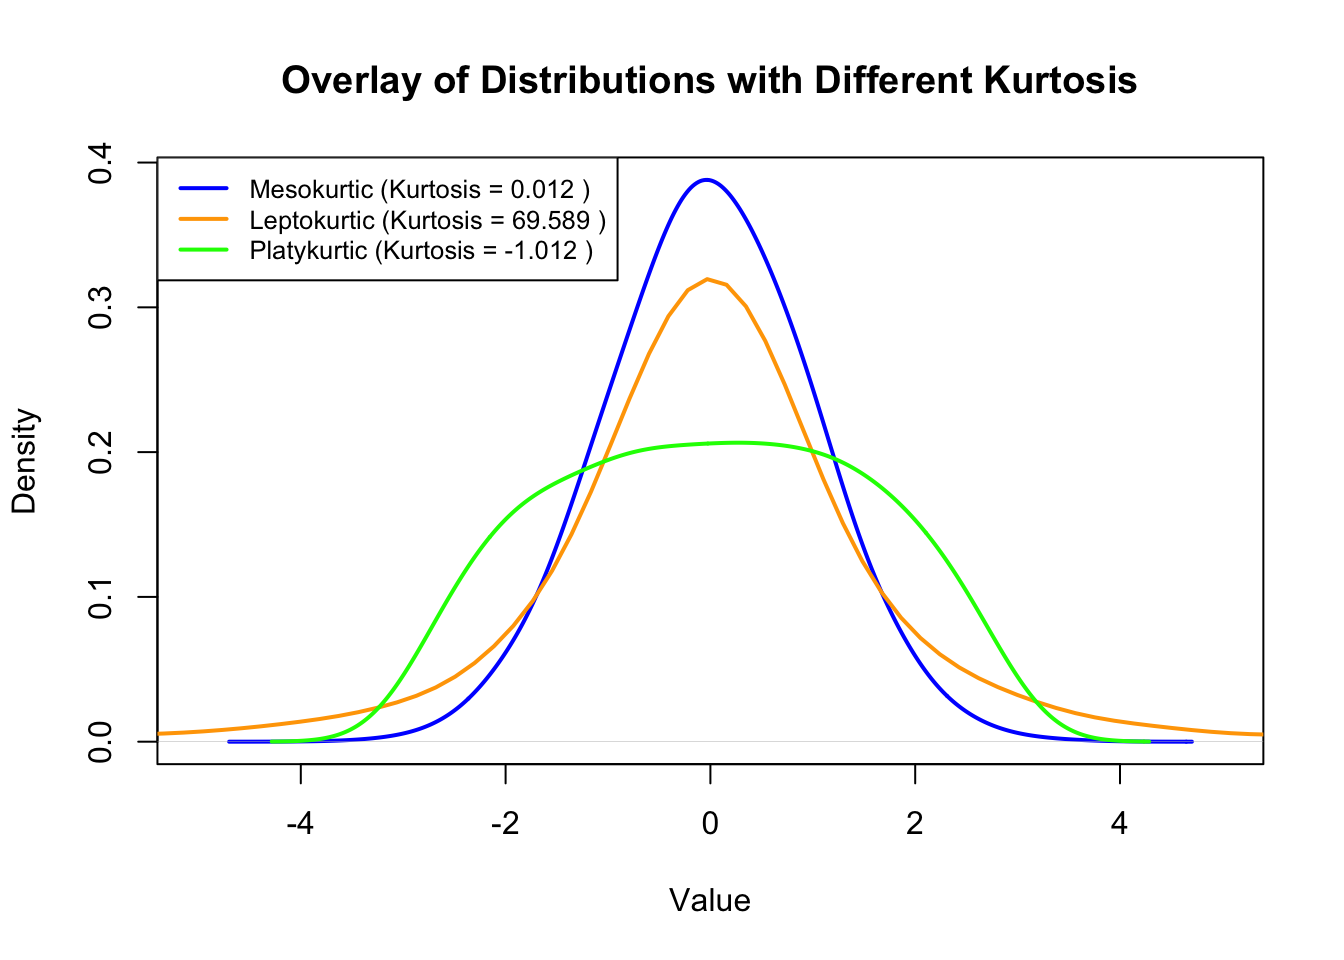 Overlay of Distributions with Different Kurtosis
Mesokurtic (Kurtosis = 0.012 )
Leptokurtic (Kurtosis = 69.589 )
Platykurtic (Kurtosis = -1.012 )
0.4
0.3
0.2
0.1
0.0
Density
-4 -2 0 2 4
Value